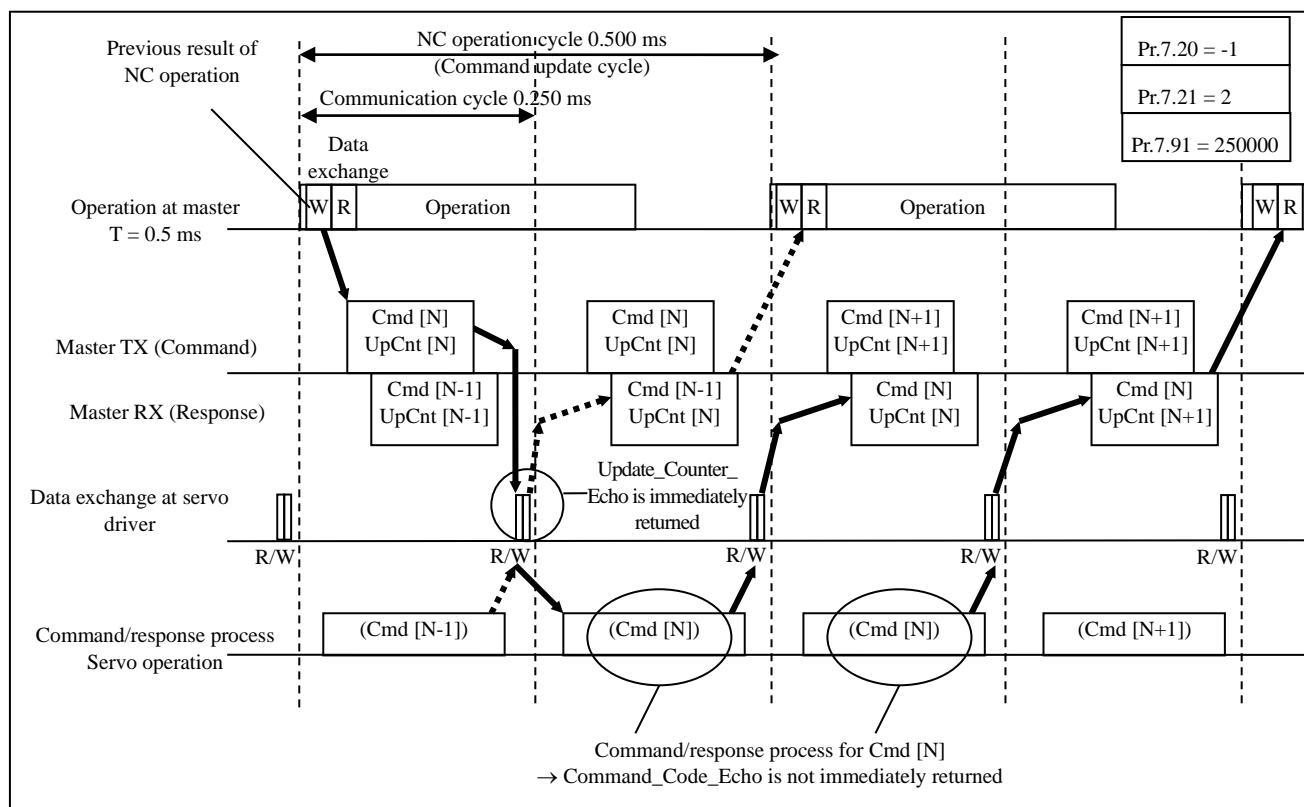 Previous result of
NC operation
NC operation cycle 0.500 ms
(Command update cycle)
Communication cycle 0.250 ms
Pr.7.20 = -1
Pr.7.21 = 2
Pr.7.91 = 250000
Data
exchange
Operation at master
T = 0.5 ms
W R Operation
W R Operation
W R
Master TX (Command)
Cmd [N]
UpCnt [N]
Cmd [N]
UpCnt [N]
Cmd [N+1]
UpCnt [N+1]
Cmd [N+1]
UpCnt [N+1]
Master RX (Response)
Cmd [N-1]
UpCnt [N-1]
Cmd [N-1]
UpCnt [N]
Cmd [N]
UpCnt [N]
Cmd [N]
UpCnt [N+1]
Data exchange at servo
driver
Update_Counter_
Echo is immediately
returned
R/W R/W R/W R/W R/W
Command/response process
Servo operation
(Cmd [N-1]) (Cmd [N]) (Cmd [N]) (Cmd [N+1])
Command/response process for Cmd [N]
→ Command_Code_Echo is not immediately returned